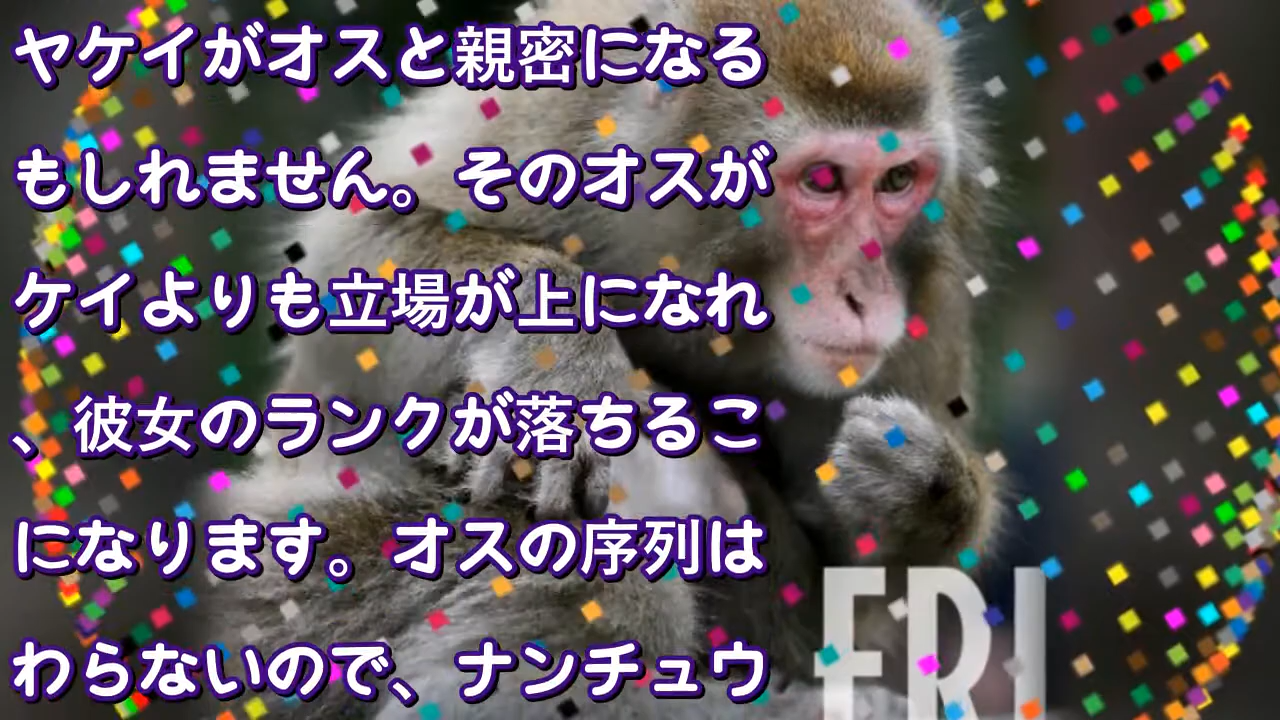 ヤケイがオスと親密になる
もしれません。そのオスが
ケイよりも立場が上になれ
、彼女のランクが落ちるこ
になります。オスの序列は
わらないので、ナンチュウ
FRI